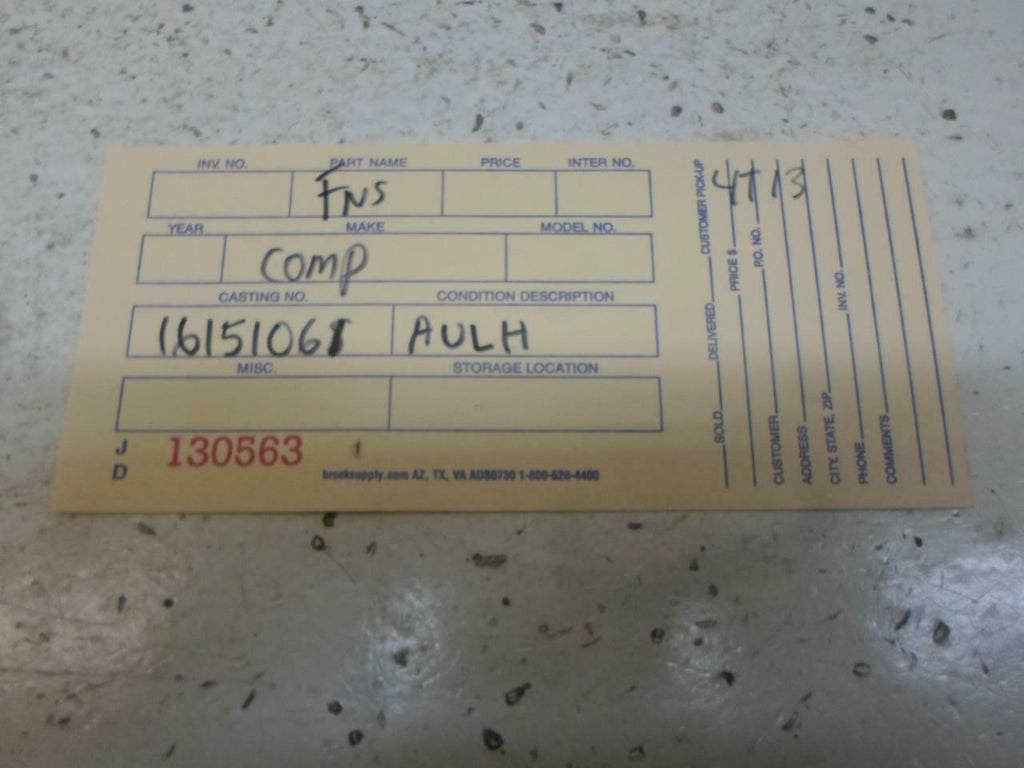 INV. NO. PART NAME PRICE INTER NO.
FNS
YEAR MAKE MODEL NO.
COMP
CASTING NO. CONDITION DESCRIPTION
16151061 AULH
MISC. STORAGE LOCATION
J
D
130563
brocksupply.com AZ, TX, VA ADS0730 1-800-528-4400
SOLD DELIVERED CUSTOMER PICK-UP
PRICE $
P.O. NO.
CUSTOMER
ADDRESS
CITY, STATE, ZIP
INV. NO.
PHONE
COMMENTS